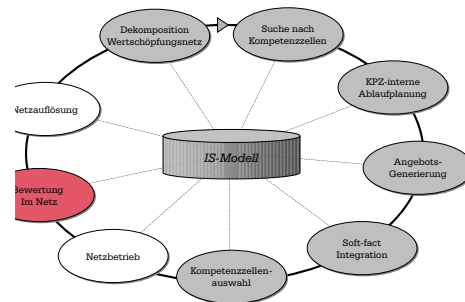 Dekomposition
Wertschöpfungsnetz
Suche nach
Kompetenzzellen
KPZ-interne
Ablaufplanung
Angebots-
Generierung
Soft-fact
Integration
Kompetenzellen-
auswahl
Netzbetrieb
Bewertung
Im Netz
Netzauflösung
IS-Modell